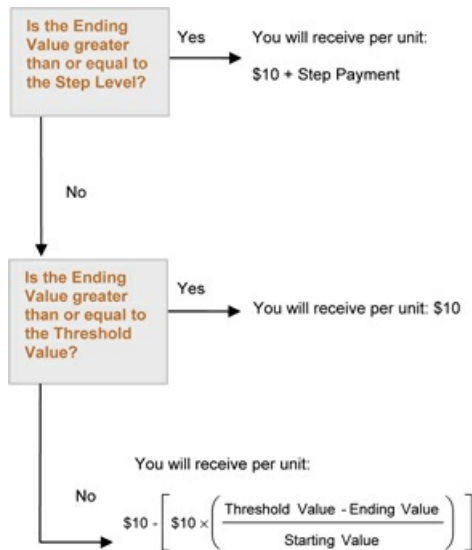 Is the Ending
Value greater
than or equal to
the Step Level?
Yes
You will receive per unit:
$10 + Step Payment
No
Is the Ending
Value greater
than or equal to
the Threshold
Value?
Yes
You will receive per unit: $10
You will receive per unit:
No
$10 - [ $10 × ( Threshold Value - Ending Value
Starting Value ) ]